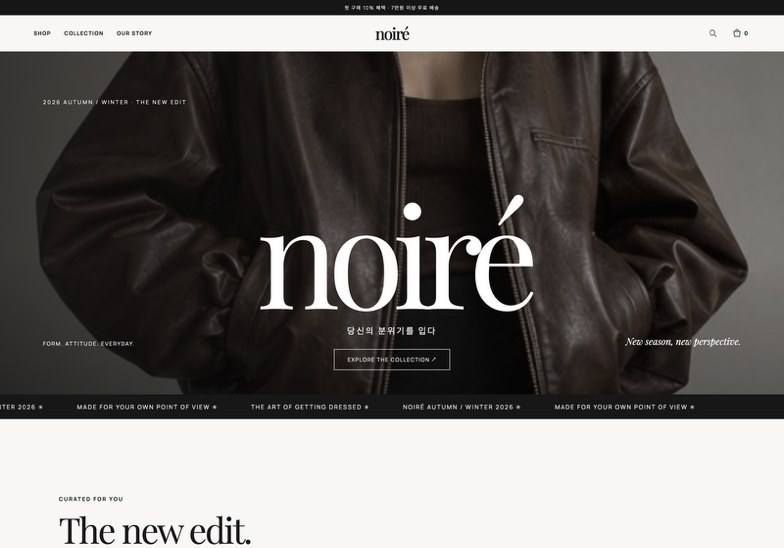 첫 구매 10% 혜택 · 7만원 이상 무료 배송
SHOP COLLECTION OUR STORY
noiré
0
2026 AUTUMN / WINTER · THE NEW EDIT
noiré
당신의 분위기를 입다
FORM. ATTITUDE. EVERYDAY.
New season, new perspective.
EXPLORE THE COLLECTION ↗
TER 2026 ✳ MADE FOR YOUR OWN POINT OF VIEW ✳ THE ART OF GETTING DRESSED ✳ NOIRÉ AUTUMN / WINTER 2026 ✳ MADE FOR YOUR OWN POINT OF VIEW ✳
CURATED FOR YOU
The new edit.